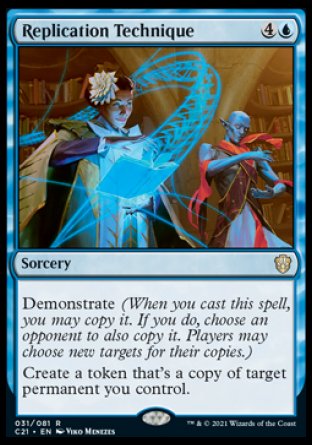 Replication Technique 4
Sorcery
Demonstrate (When you cast this spell,
you may copy it. If you do, choose an
opponent to also copy it. Players may
choose new targets for their copies.)
Create a token that's a copy of target
permanent you control.
031/081 R
C21 • EN Viko Menezes
™ & © 2021 Wizards of the Coast